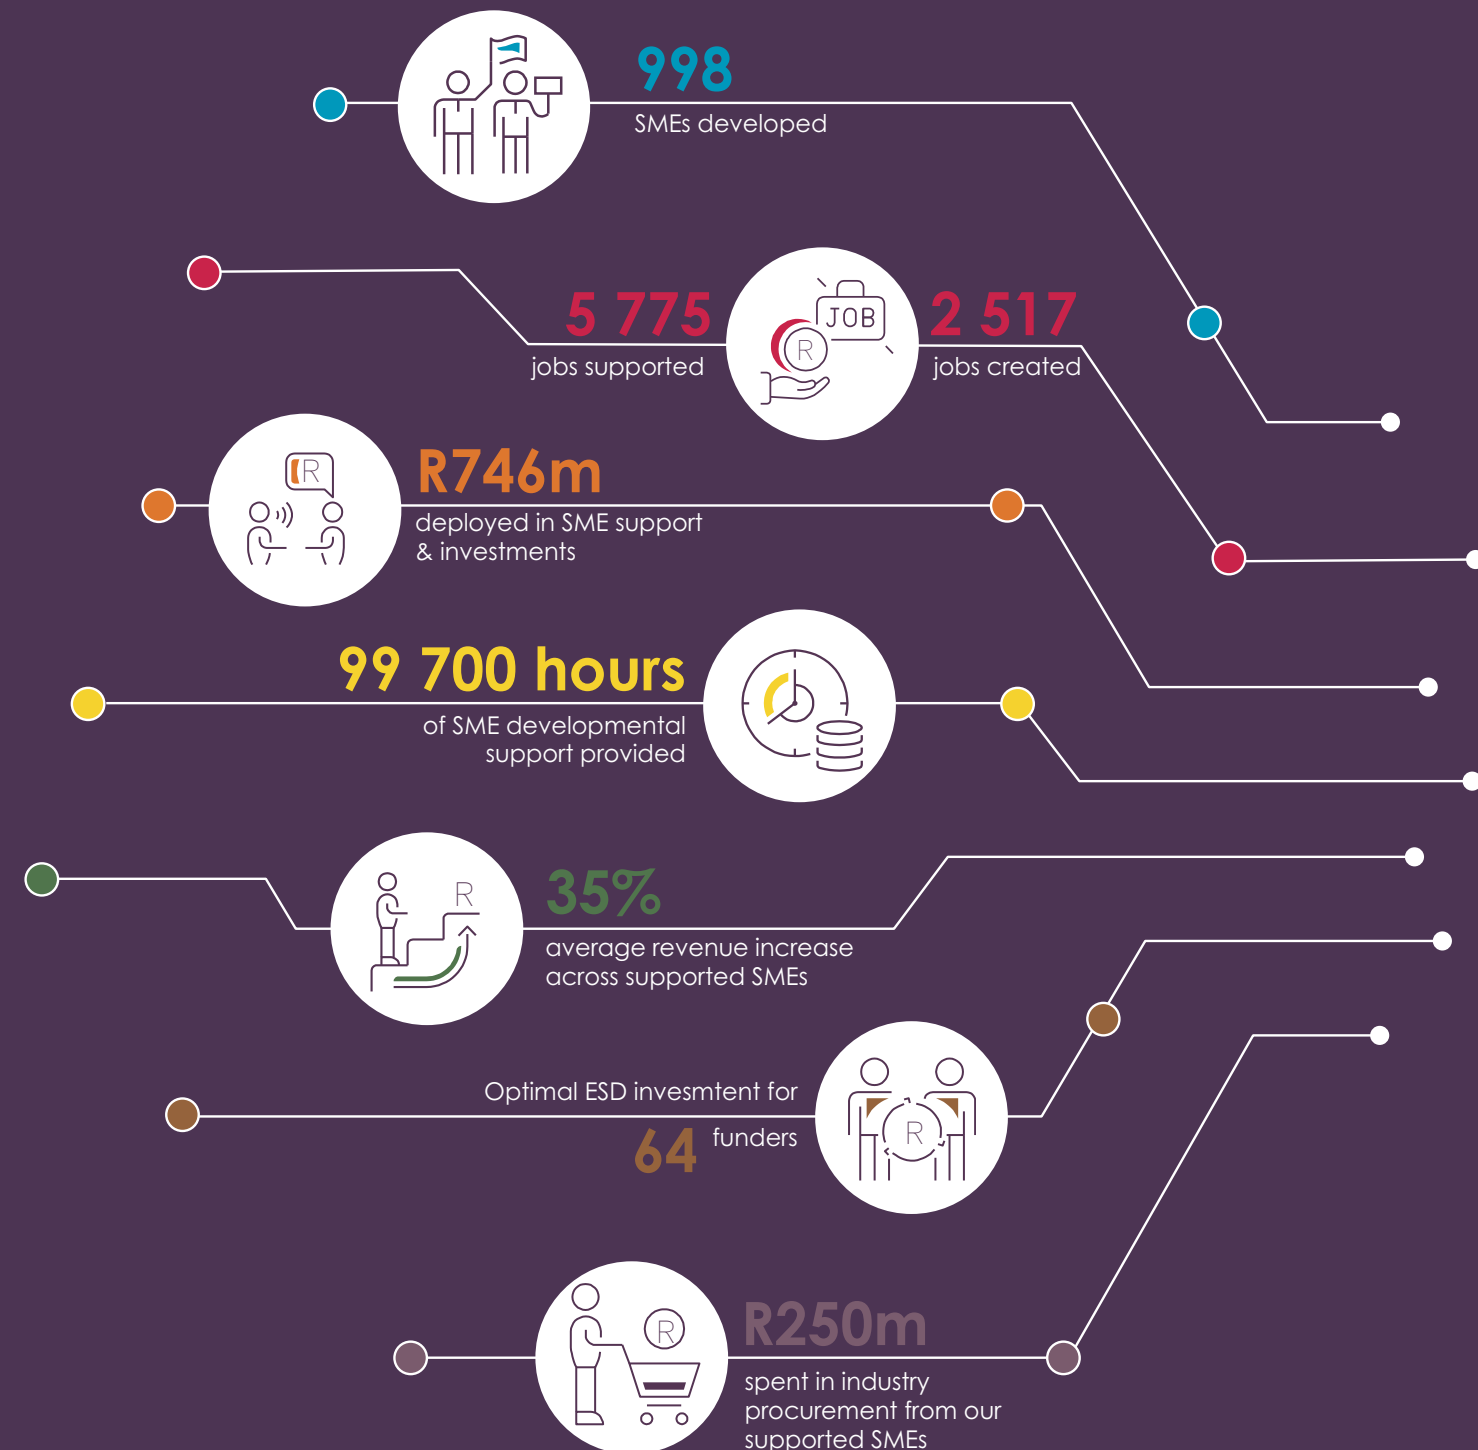 998
SMEs developed
5 775
jobs supported
JOB
R
2 517
jobs created
R
R746m
deployed in SME support
& investments
99 700 hours
of SME developmental
support provided
R
35%
average revenue increase
across supported SMEs
Optimal ESD invesmtent for
64 funders
R
R
R250m
spent in industry
procurement from our
supported SMEs